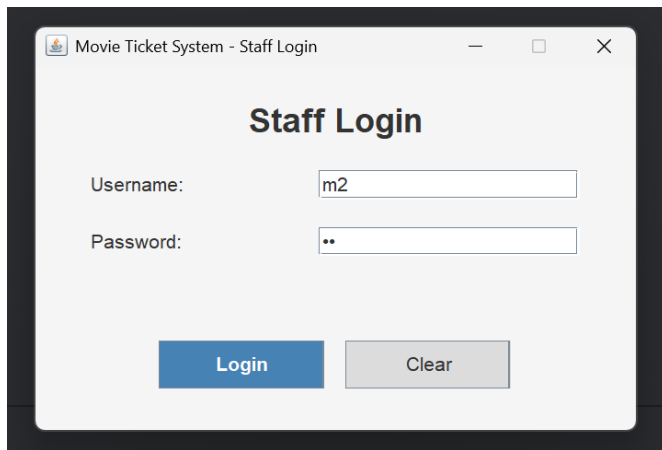 Movie Ticket System - Staff Login
Staff Login
Username: m2
Password: ••
Login Clear